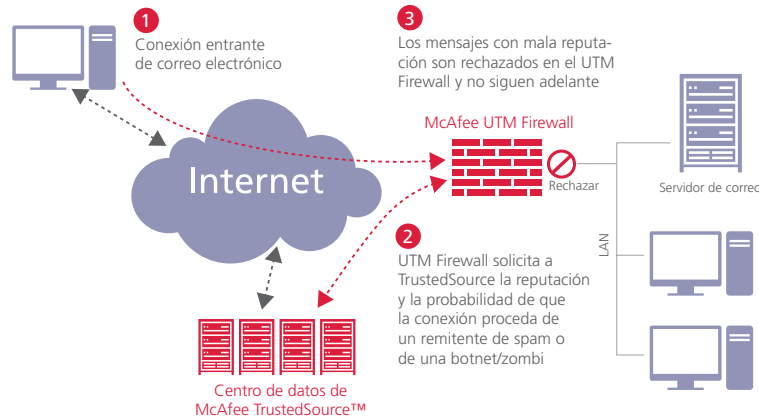 1
Conexión entrante
de correo electrónico
3
Los mensajes con mala reputa-
ción son rechazados en el UTM
Firewall y no siguen adelante
McAfee UTM Firewall
Internet
Rechazar
Servidor de correo
LAN
2
UTM Firewall solicita a
TrustedSource la reputación
y la probabilidad de que
la conexión proceda de
un remitente de spam o
de una botnet/zombi
Centro de datos de
McAfee TrustedSource™